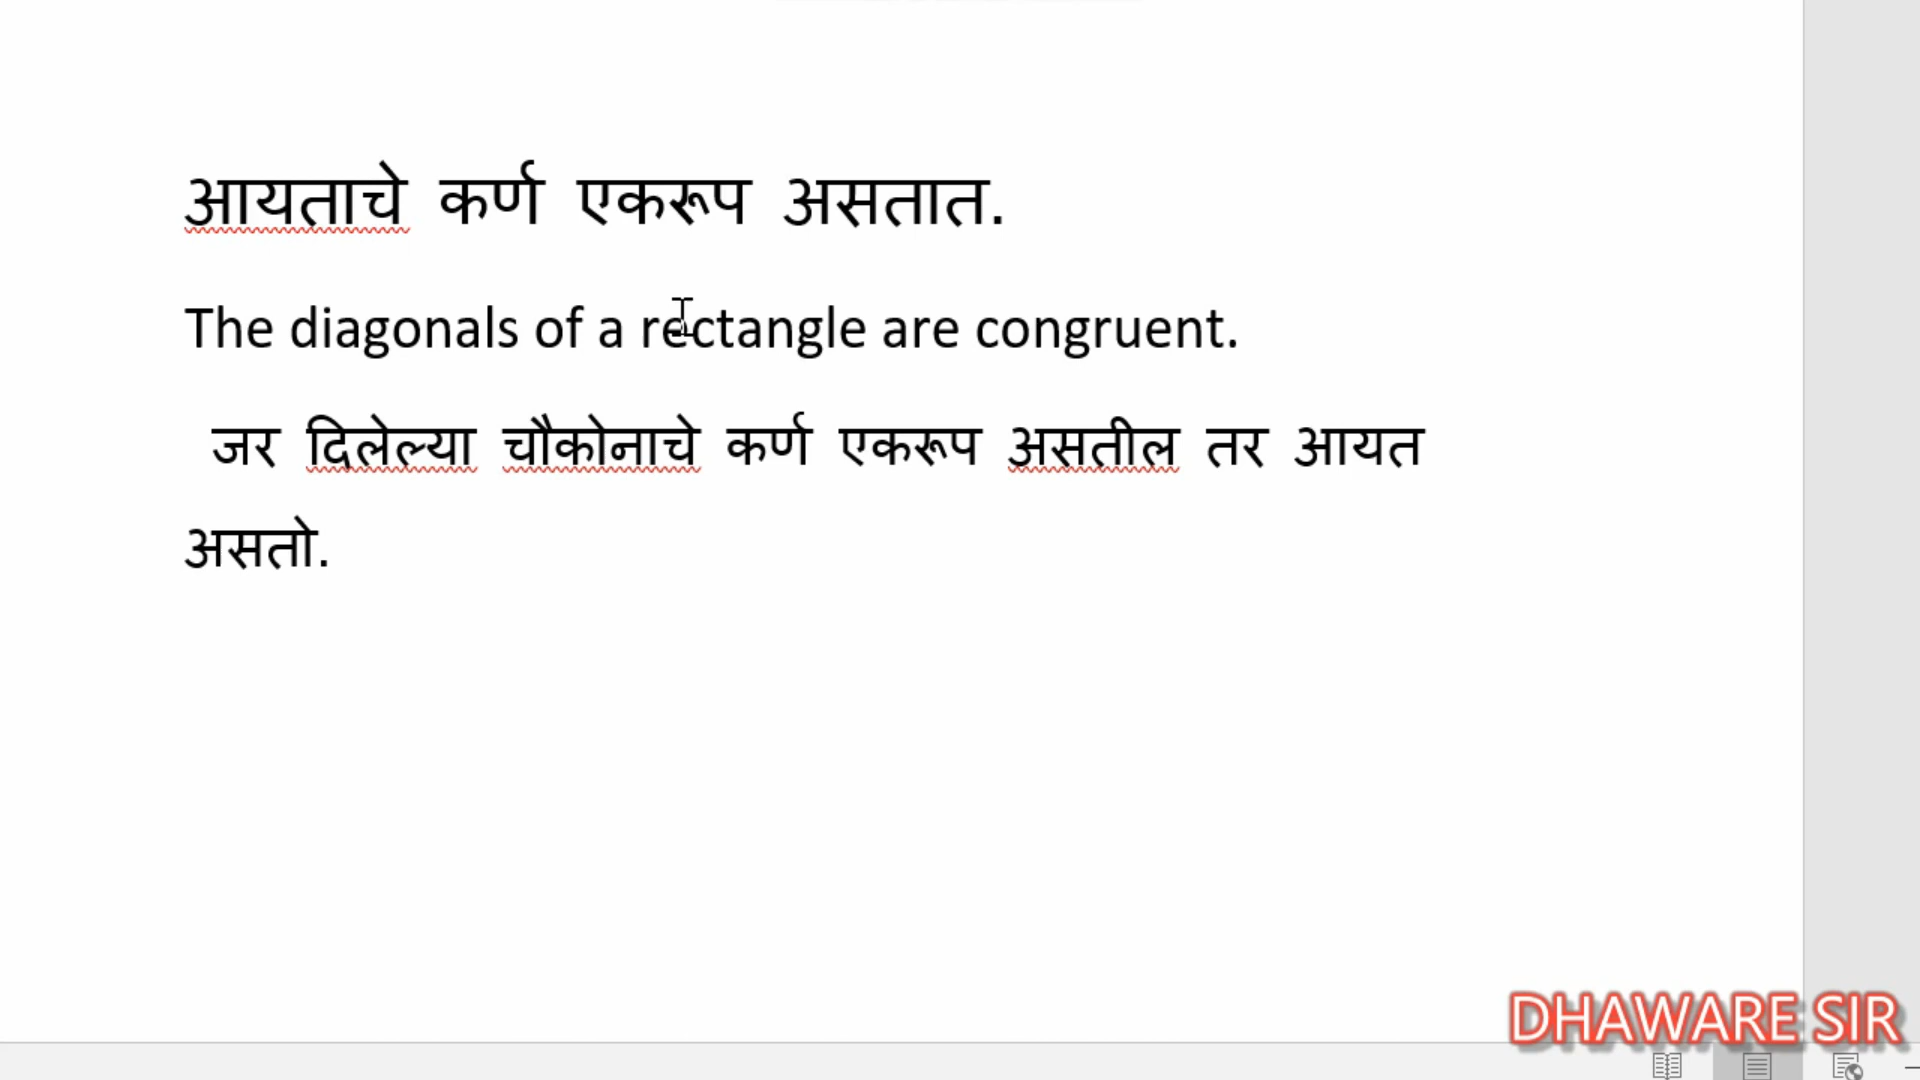 आयताचे कर्ण एकरूप असतात.
The diagonals of a rectangle are congruent.
जर दिलेल्या चौकोनाचे कर्ण एकरूप असतील तर आयत
असतो.
DHAWARE SIR